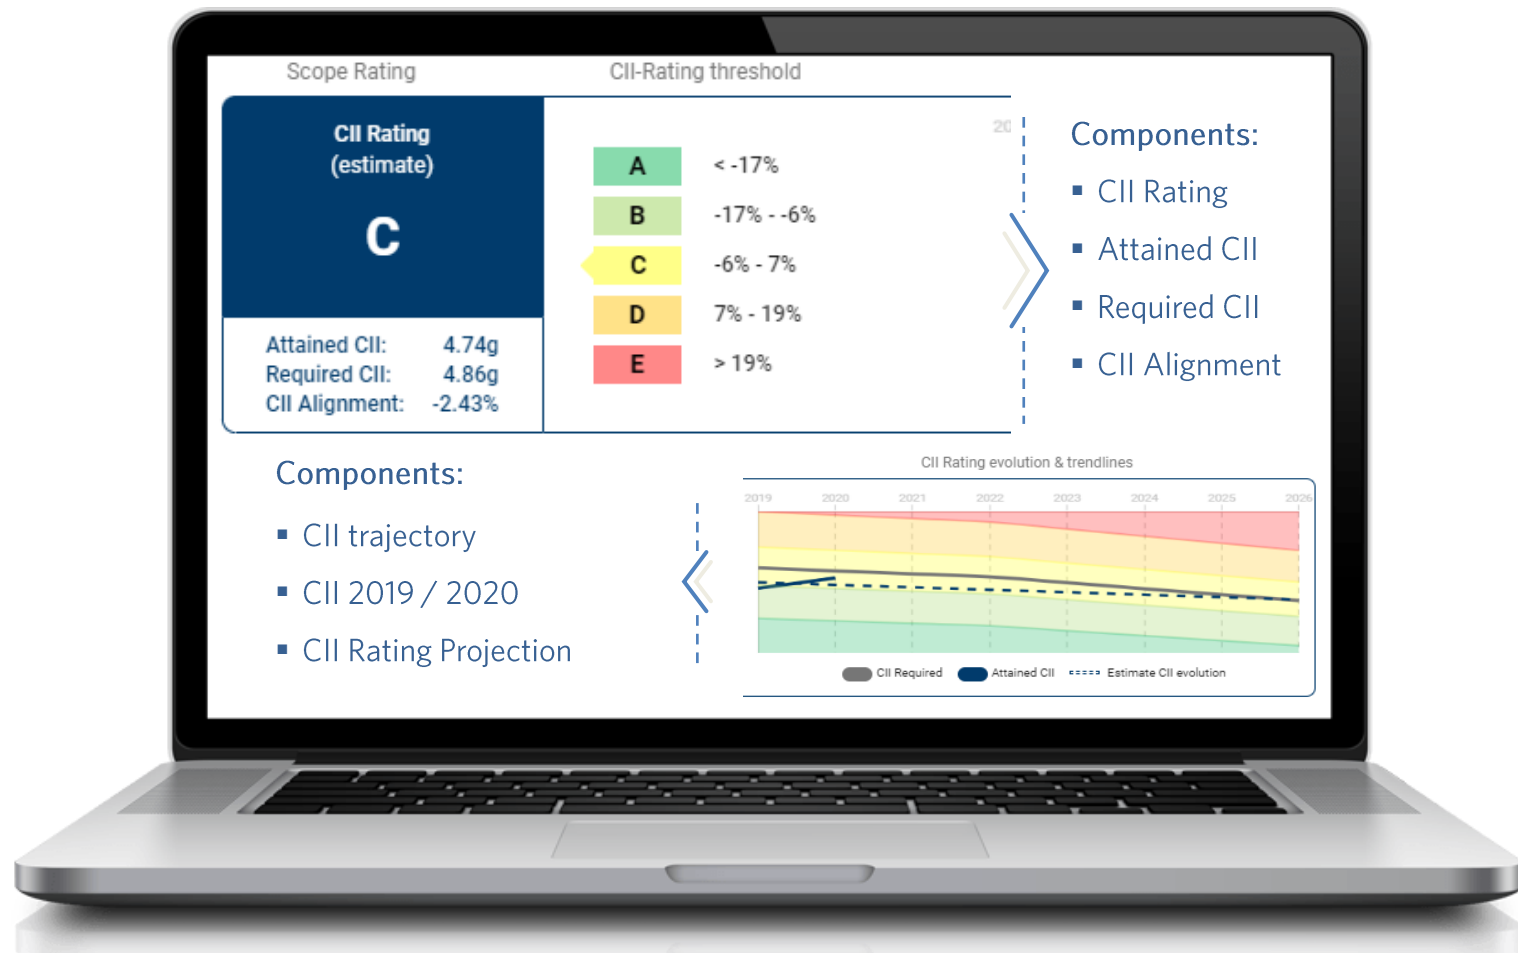 Scope Rating
CII-Rating threshold
CII Rating
(estimate)
C
Attained CII: 4.74g
Required CII: 4.86g
CII Alignment: -2.43%
20
A < -17%
B -17% - -6%
C -6% - 7%
D 7% - 19%
E > 19%
Components:
▪ CII Rating
▪ Attained CII
▪ Required CII
▪ CII Alignment
Components:
▪ CII trajectory
▪ CII 2019 / 2020
▪ CII Rating Projection
CII Rating evolution & trendlines
2019 2020 2021 2022 2023 2024 2025 2026
CII Required Attained CII Estimate CII evolution